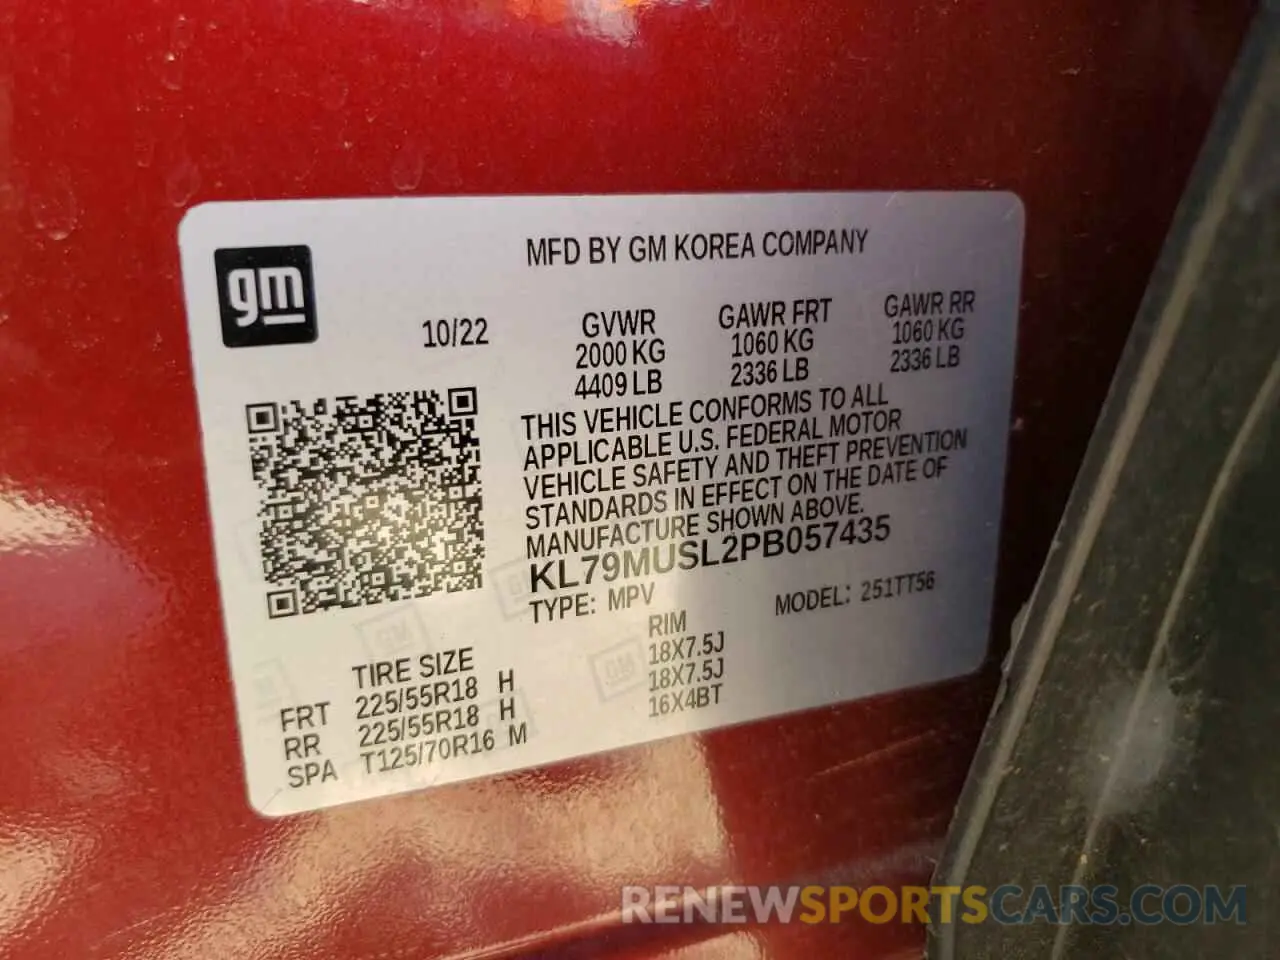 gm
MFD BY GM KOREA COMPANY
10/22
GVWR
2000 KG
4409 LB
GAWR FRT
1060 KG
2336 LB
GAWR RR
1060 KG
2336 LB
THIS VEHICLE CONFORMS TO ALL
APPLICABLE U.S. FEDERAL MOTOR
VEHICLE SAFETY AND THEFT PREVENTION
STANDARDS IN EFFECT ON THE DATE OF
MANUFACTURE SHOWN ABOVE.
KL79MUSL2PB057435
TYPE: MPV MODEL: 251TT56
TIRE SIZE RIM
FRT 225/55R18 H 18X7.5J
RR 225/55R18 H 18X7.5J
SPA T125/70R16 M 16X4BT
GM
GM
RENEWSPORTSCARS.COM